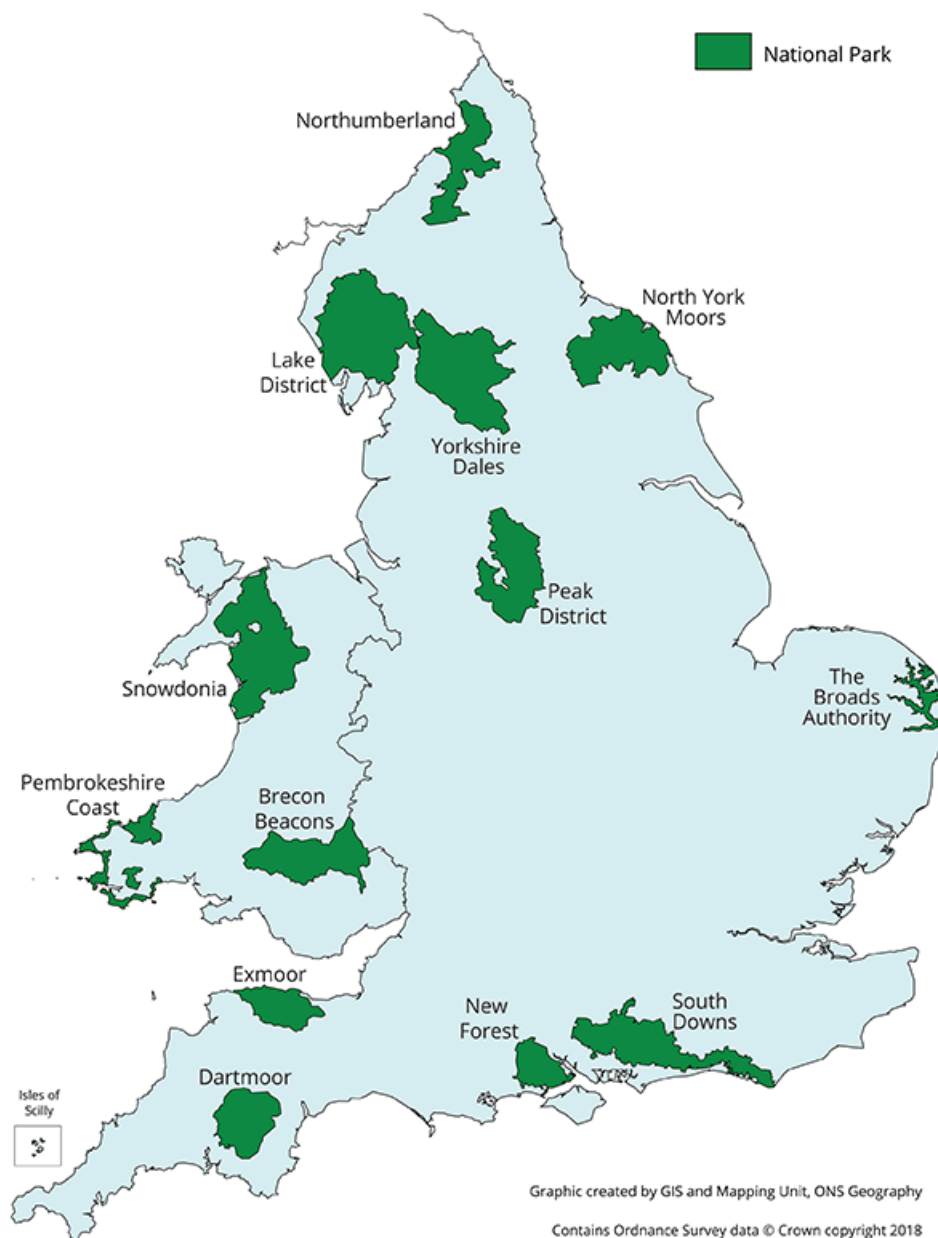 National Park
Northumberland
North York
Moors
Lake
District
Yorkshire
Dales
Peak
District
Snowdonia
The
Broads
Authority
Pembrokeshire
Coast
Brecon
Beacons
Exmoor
New
Forest
South
Downs
Dartmoor
Isles of
Scilly
Graphic created by GIS and Mapping Unit, ONS Geography
Contains Ordnance Survey data © Crown copyright 2018